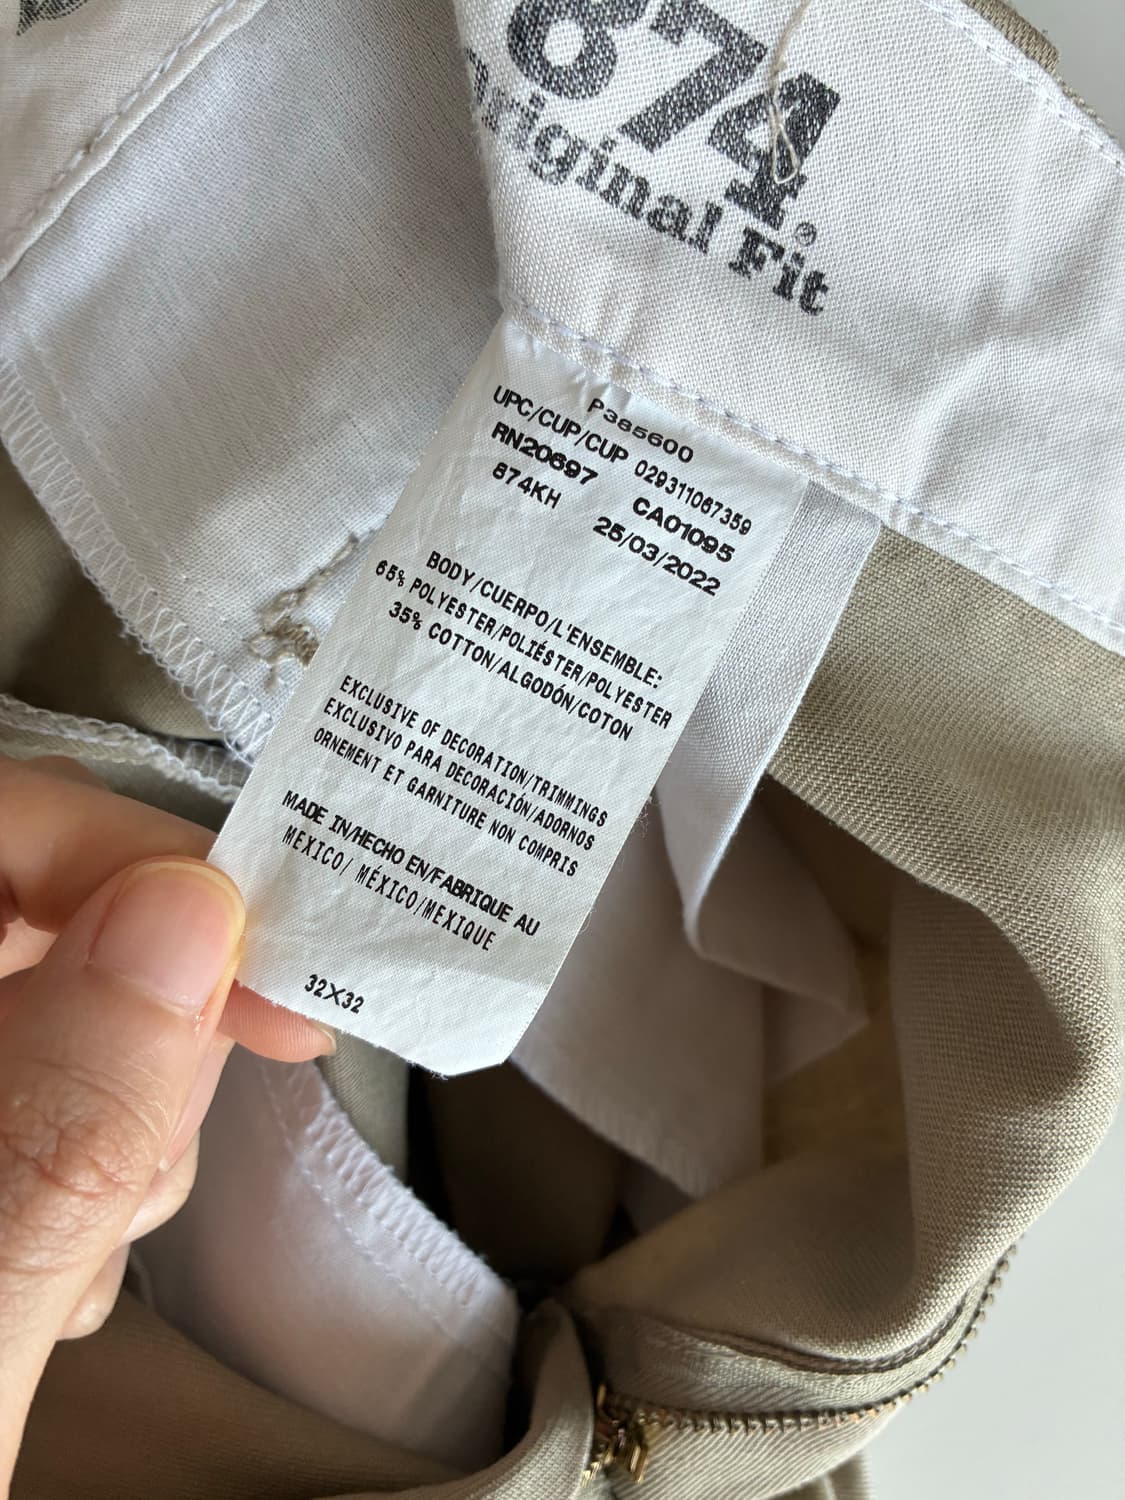 874®
Original Fit
P385600
UPC/CUP/CUP 029311067359
RN20697 CA01095
874KH 25/03/2022
BODY/CUERPO/L'ENSEMBLE:
65% POLYESTER/POLIÉSTER/POLYESTER
35% COTTON/ALGODÓN/COTON
EXCLUSIVE OF DECORATION/TRIMMINGS
EXCLUSIVO PARA DECORACIÓN/ADORNOS
ORNEMENT ET GARNITURE NON COMPRIS
MADE IN/HECHO EN/FABRIQUE AU
MEXICO/ MÉXICO/MEXIQUE
32X32